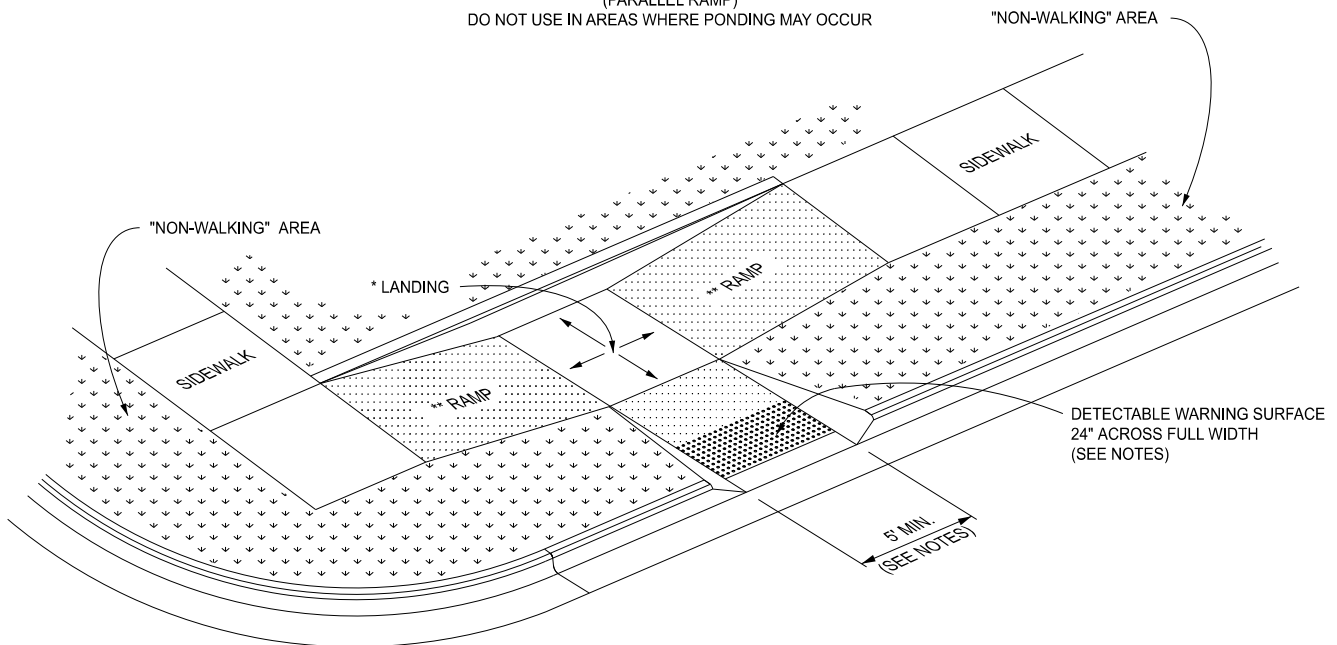 (PARALLEL RAMP)
DO NOT USE IN AREAS WHERE PONDING MAY OCCUR
"NON-WALKING" AREA
SIDEWALK
"NON-WALKING" AREA
* LANDING
** RAMP
SIDEWALK
** RAMP
DETECTABLE WARNING SURFACE
24" ACROSS FULL WIDTH
(SEE NOTES)
5' MIN.
(SEE NOTES)